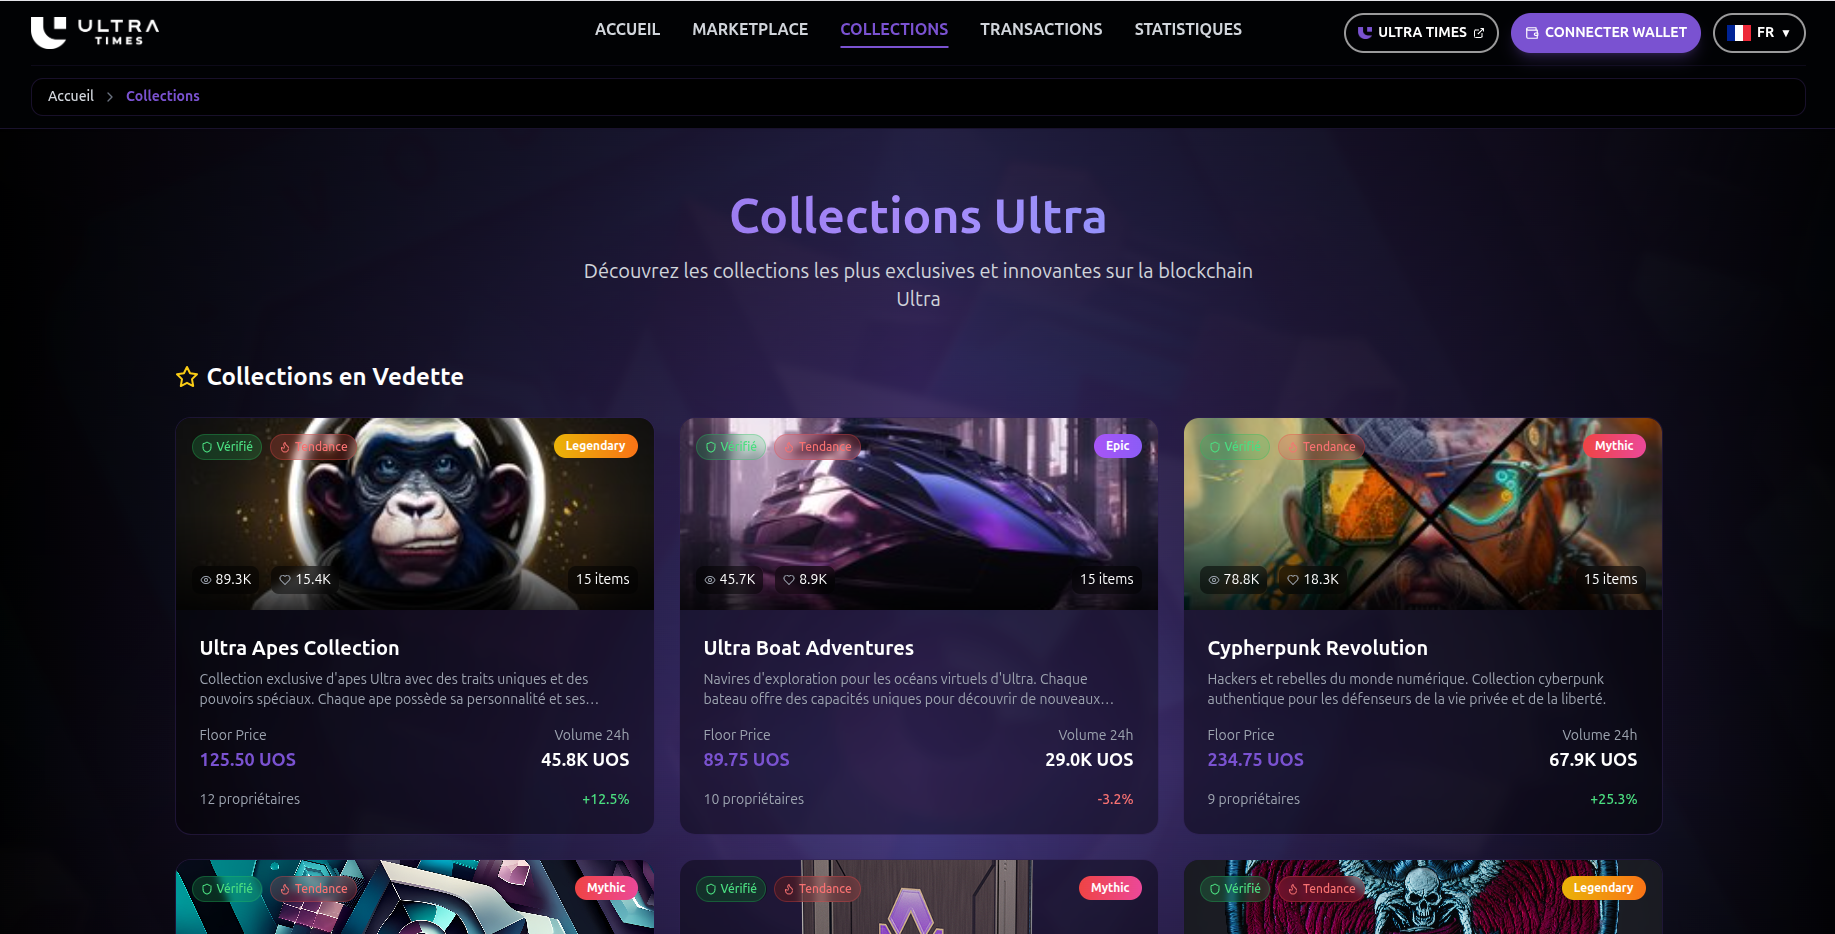 ULTRA
TIMES
ACCUEIL
MARKETPLACE
COLLECTIONS
TRANSACTIONS
STATISTIQUES
ULTRA TIMES
CONNECTER WALLET
FR
Accueil
Collections
Collections Ultra
Découvrez les collections les plus exclusives et innovantes sur la blockchain
Ultra
Collections en Vedette
Vérifié
Tendance
Legendary
89.3K
15.4K
15 items
Ultra Apes Collection
Collection exclusive d'apes Ultra avec des traits uniques et des
pouvoirs spéciaux. Chaque ape possède sa personnalité et ses...
Floor Price
Volume 24h
125.50 UOS
45.8K UOS
12 propriétaires
+12.5%
Vérifié
Tendance
Epic
45.7K
8.9K
15 items
Ultra Boat Adventures
Navires d'exploration pour les océans virtuels d'Ultra. Chaque
bateau offre des capacités uniques pour découvrir de nouveaux...
Floor Price
Volume 24h
89.75 UOS
29.0K UOS
10 propriétaires
-3.2%
Vérifié
Tendance
Mythic
78.8K
18.3K
15 items
Cypherpunk Revolution
Hackers et rebelles du monde numérique. Collection cyberpunk
authentique pour les défenseurs de la vie privée et de la liberté.
Floor Price
Volume 24h
234.75 UOS
67.9K UOS
9 propriétaires
+25.3%
Vérifié
Tendance
Mythic
Vérifié
Tendance
Mythic
Vérifié
Tendance
Legendary